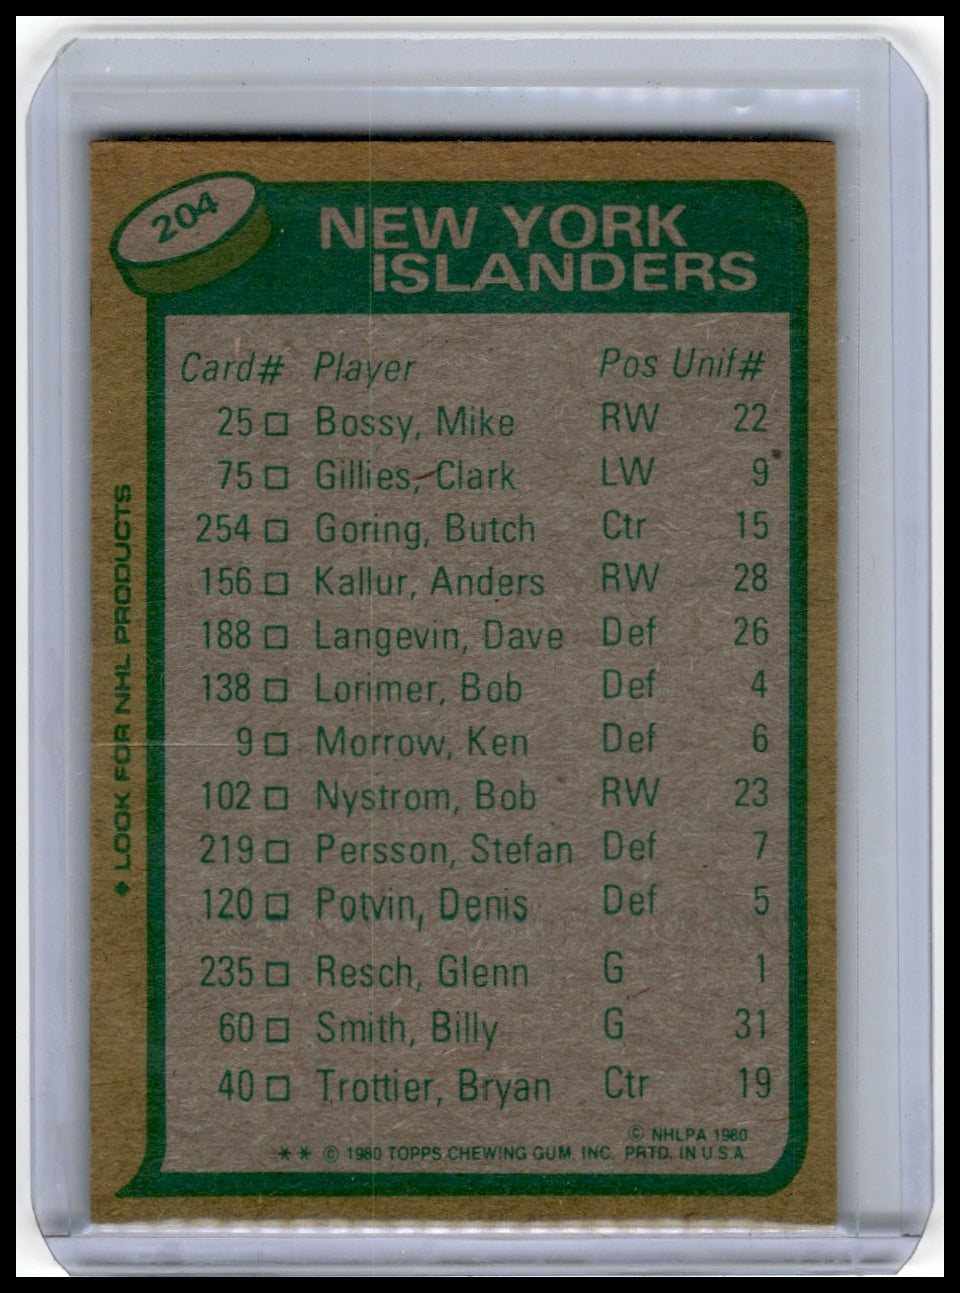 204
NEW YORK
ISLANDERS
Card# Player Pos Unif#
25 □ Bossy, Mike RW 22
75 □ Gillies, Clark LW 9
254 □ Goring, Butch Ctr 15
156 □ Kallur, Anders RW 28
188 □ Langevin, Dave Def 26
138 □ Lorimer, Bob Def 4
9 □ Morrow, Ken Def 6
102 □ Nystrom, Bob RW 23
219 □ Persson, Stefan Def 7
120 □ Potvin, Denis Def 5
235 □ Resch, Glenn G 1
60 □ Smith, Billy G 31
40 □ Trottier, Bryan Ctr 19
© NHLPA 1980
** © 1980 TOPPS CHEWING GUM, INC. PRTD. IN U.S.A.
◆ LOOK FOR NHL PRODUCTS